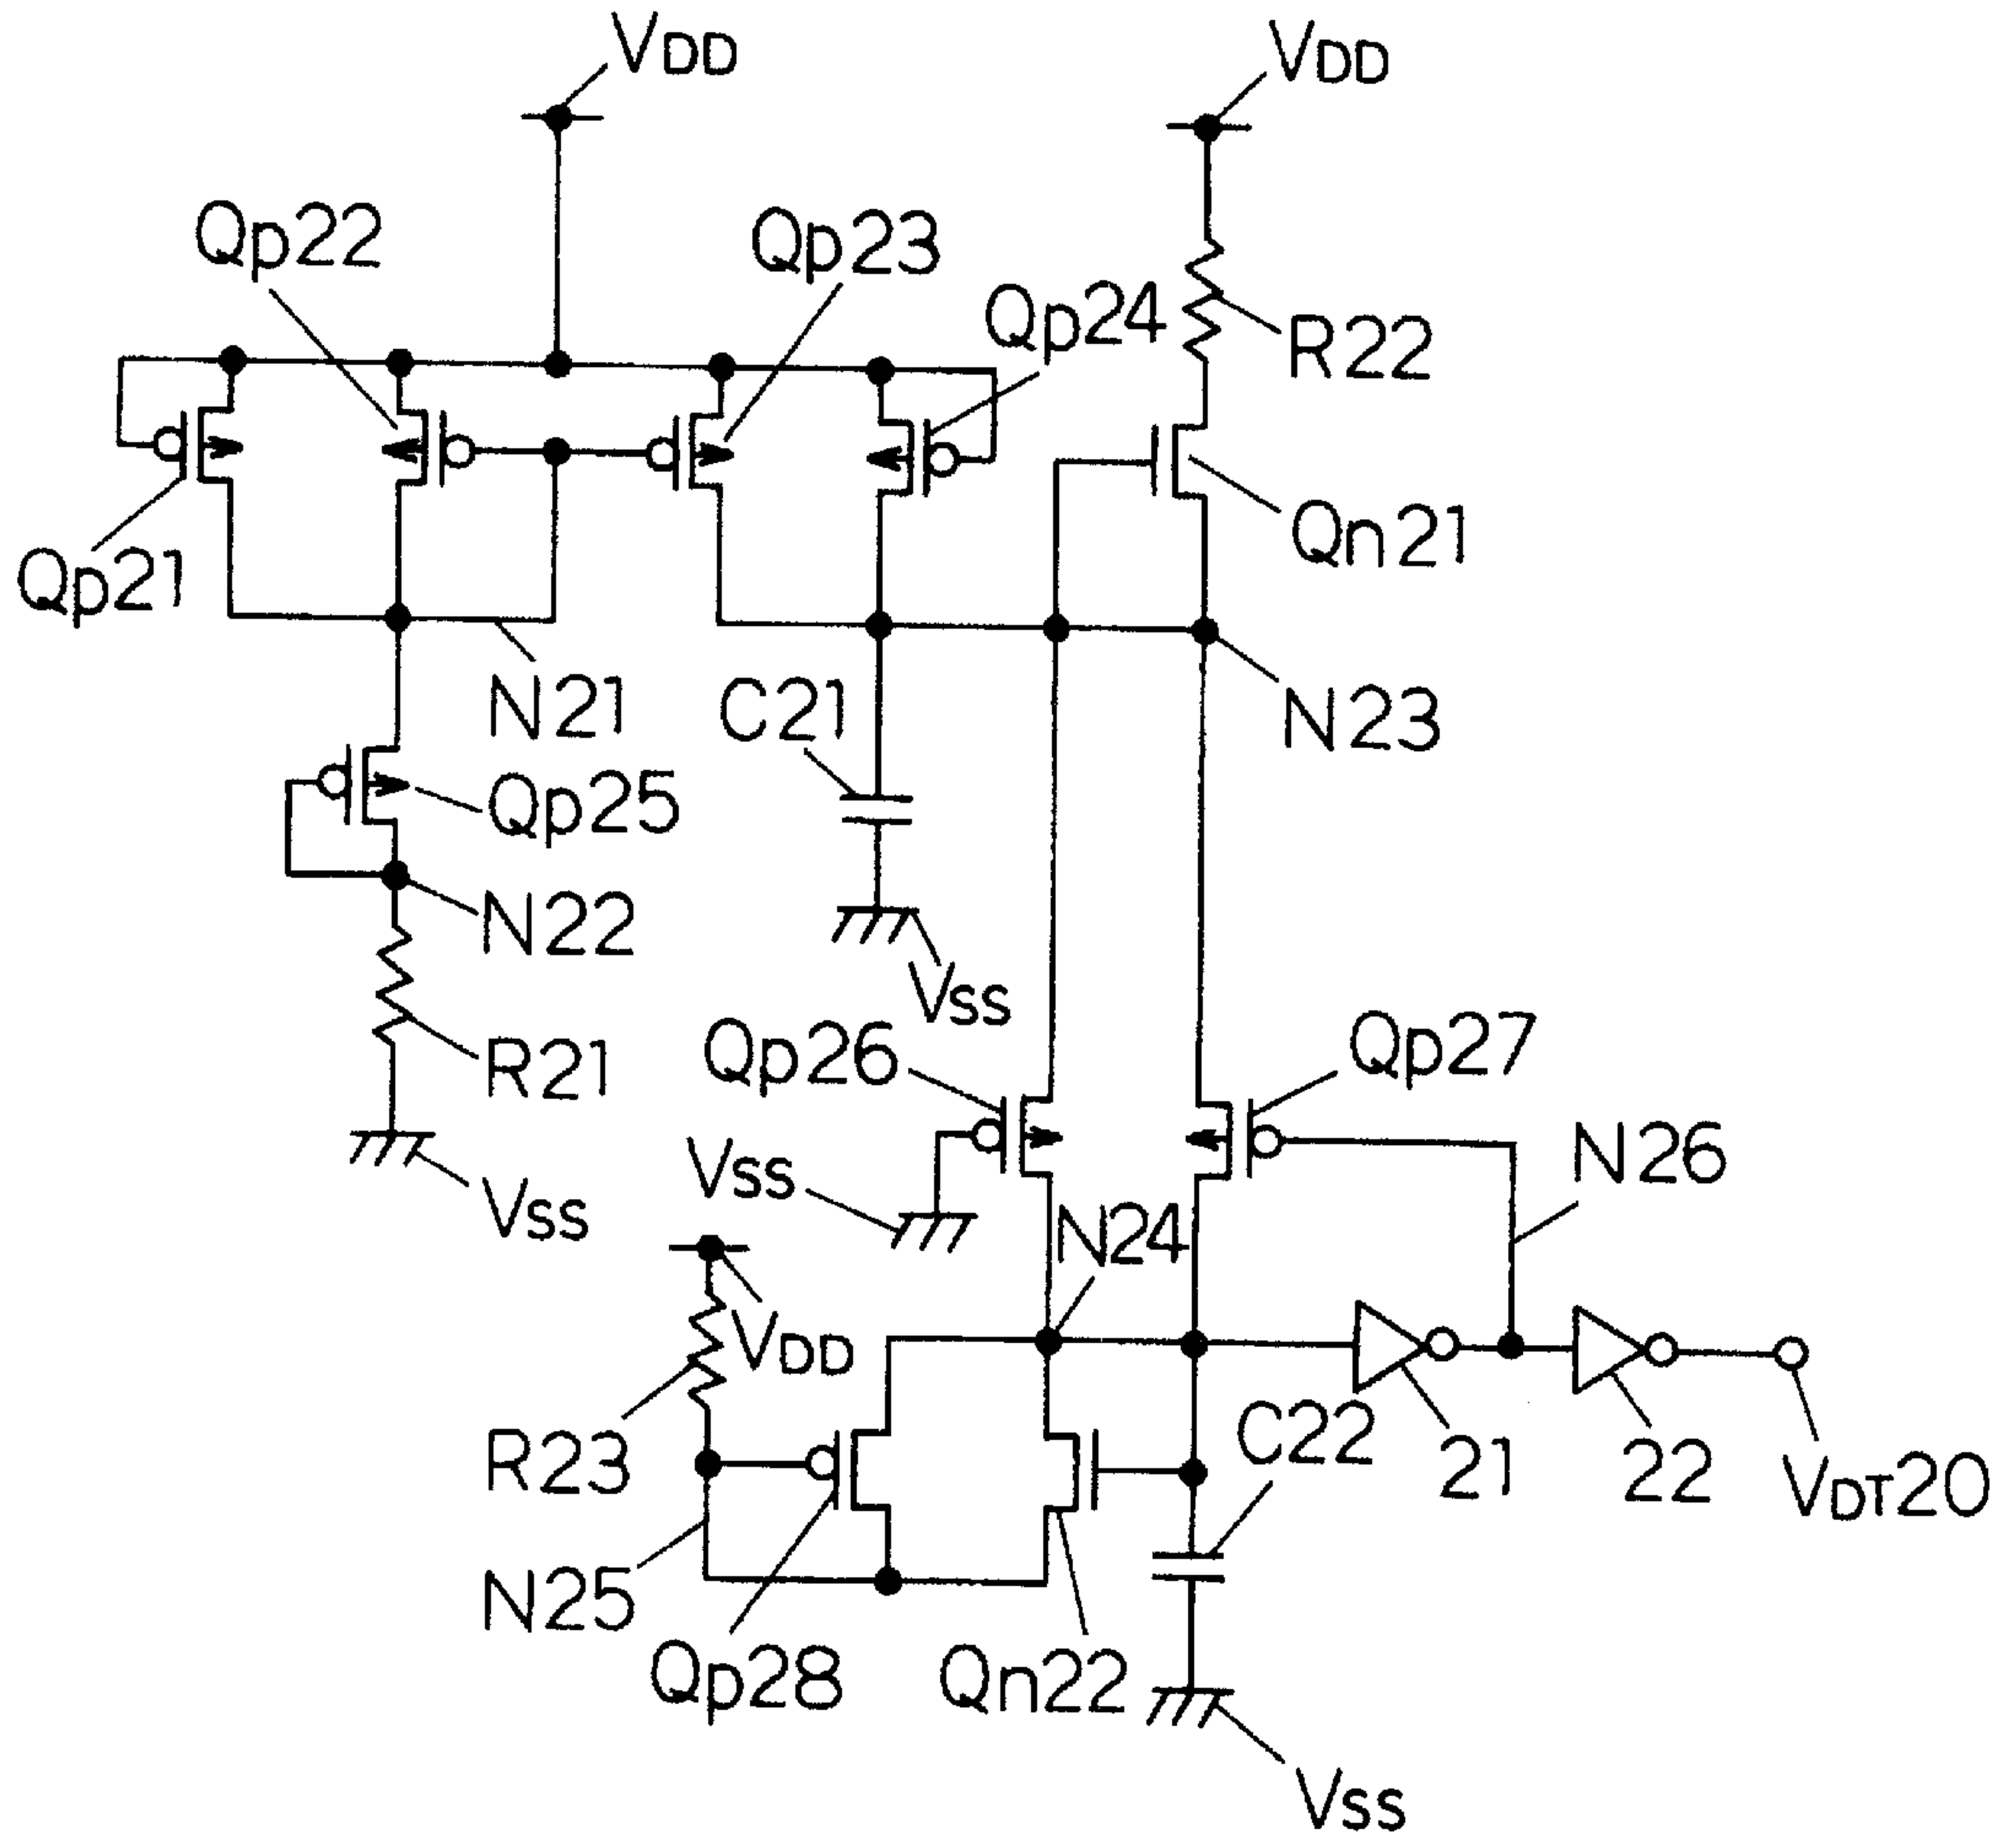 VDD
VDD
Qp22
Qp23
Qp24
R22
Qp21
Qn21
N21
C21
N23
Qp25
N22
Vss
R21
Qp26
Qp27
Vss
Vss
N26
N24
VDD
R23
C22
21
22
VDT20
N25
Qp28
Qn22
Vss